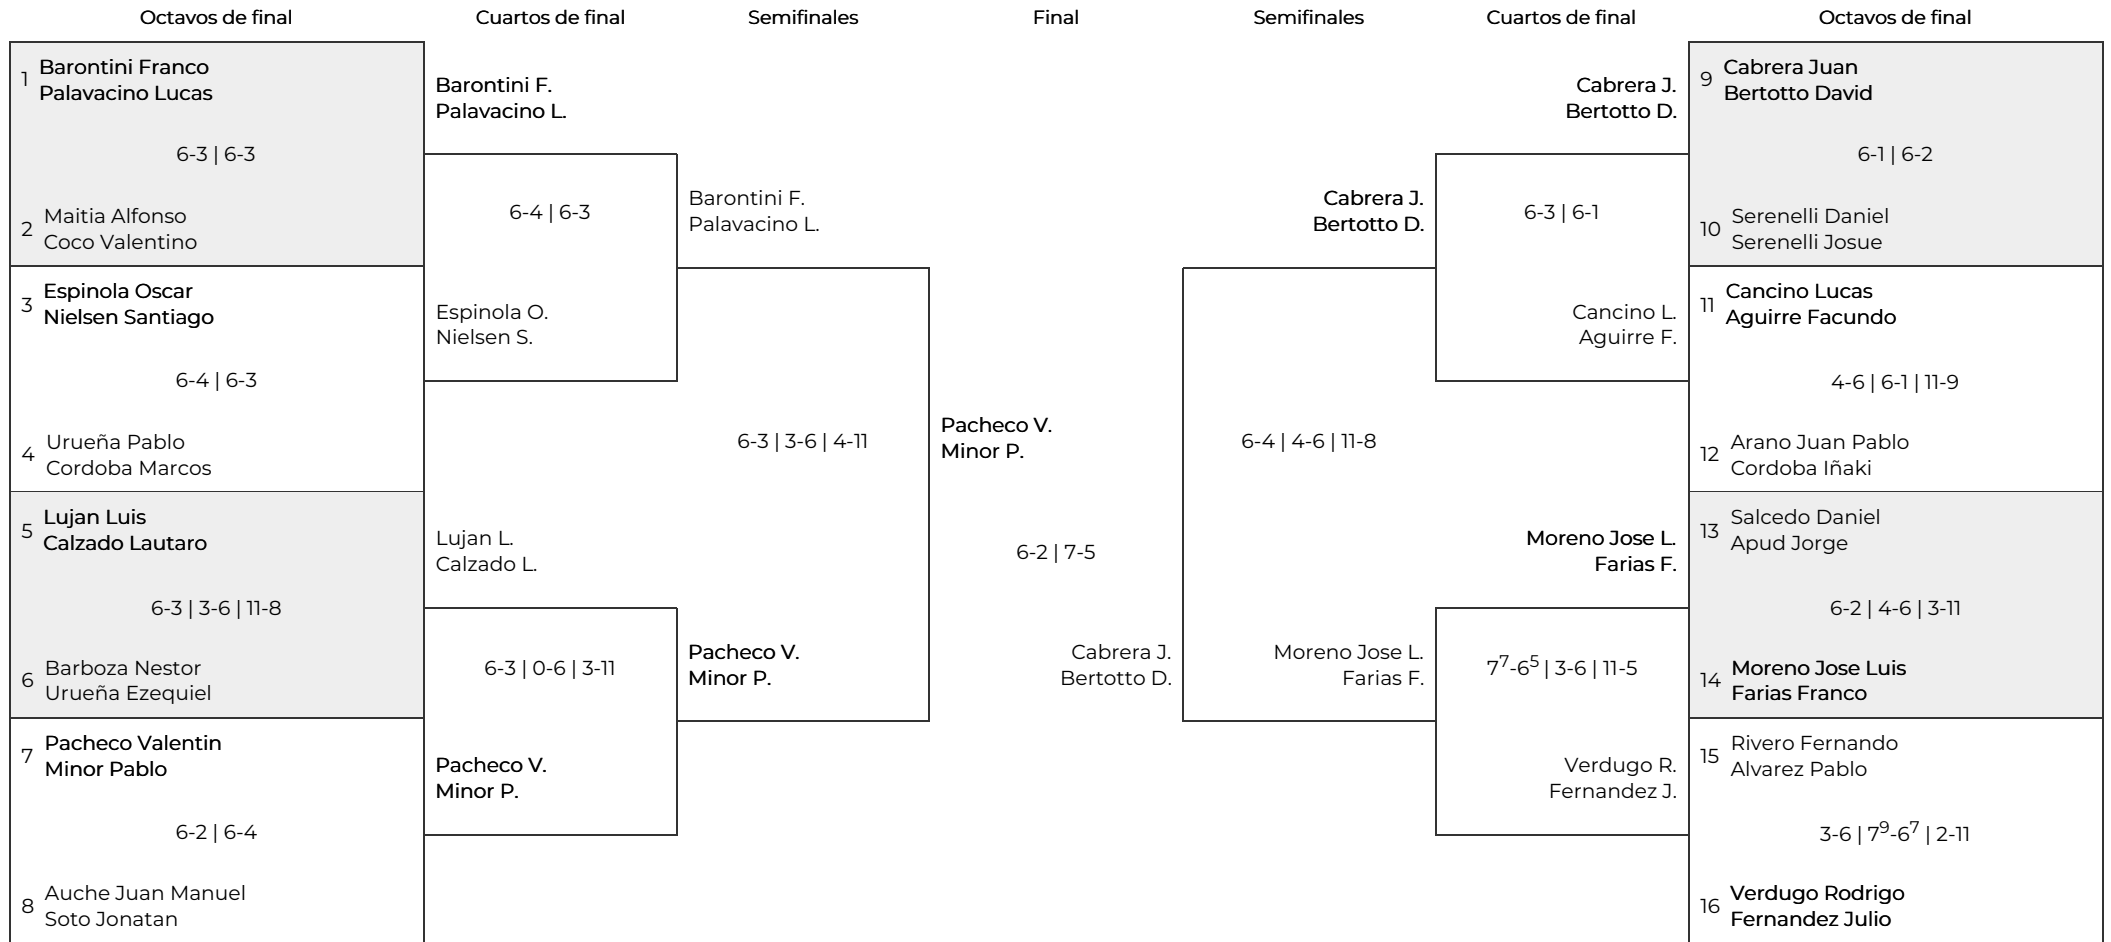 Octavos de final
Cuartos de final
Semifinales
Final
Semifinales
Cuartos de final
Octavos de final
1
Barontini Franco
Palavacino Lucas
6-3 | 6-3
2
Maitia Alfonso
Coco Valentino
3
Espinola Oscar
Nielsen Santiago
6-4 | 6-3
4
Urueña Pablo
Cordoba Marcos
5
Lujan Luis
Calzado Lautaro
6-3 | 3-6 | 11-8
6
Barboza Nestor
Urueña Ezequiel
7
Pacheco Valentin
Minor Pablo
6-2 | 6-4
8
Auche Juan Manuel
Soto Jonatan
Barontini F.
Palavacino L.
6-4 | 6-3
Espinola O.
Nielsen S.
Lujan L.
Calzado L.
6-3 | 0-6 | 3-11
Pacheco V.
Minor P.
Barontini F.
Palavacino L.
6-3 | 3-6 | 4-11
Pacheco V.
Minor P.
Pacheco V.
Minor P.
6-2 | 7-5
Cabrera J.
Bertotto D.
Cabrera J.
Bertotto D.
6-4 | 4-6 | 11-8
Moreno Jose L.
Farias F.
Cabrera J.
Bertotto D.
6-3 | 6-1
Cancino L.
Aguirre F.
Moreno Jose L.
Farias F.
7⁷-6⁵ | 3-6 | 11-5
Verdugo R.
Fernandez J.
9
Cabrera Juan
Bertotto David
6-1 | 6-2
10
Serenelli Daniel
Serenelli Josue
11
Cancino Lucas
Aguirre Facundo
4-6 | 6-1 | 11-9
12
Arano Juan Pablo
Cordoba Iñaki
13
Salcedo Daniel
Apud Jorge
6-2 | 4-6 | 3-11
14
Moreno Jose Luis
Farias Franco
15
Rivero Fernando
Alvarez Pablo
3-6 | 7⁹-6⁷ | 2-11
16
Verdugo Rodrigo
Fernandez Julio